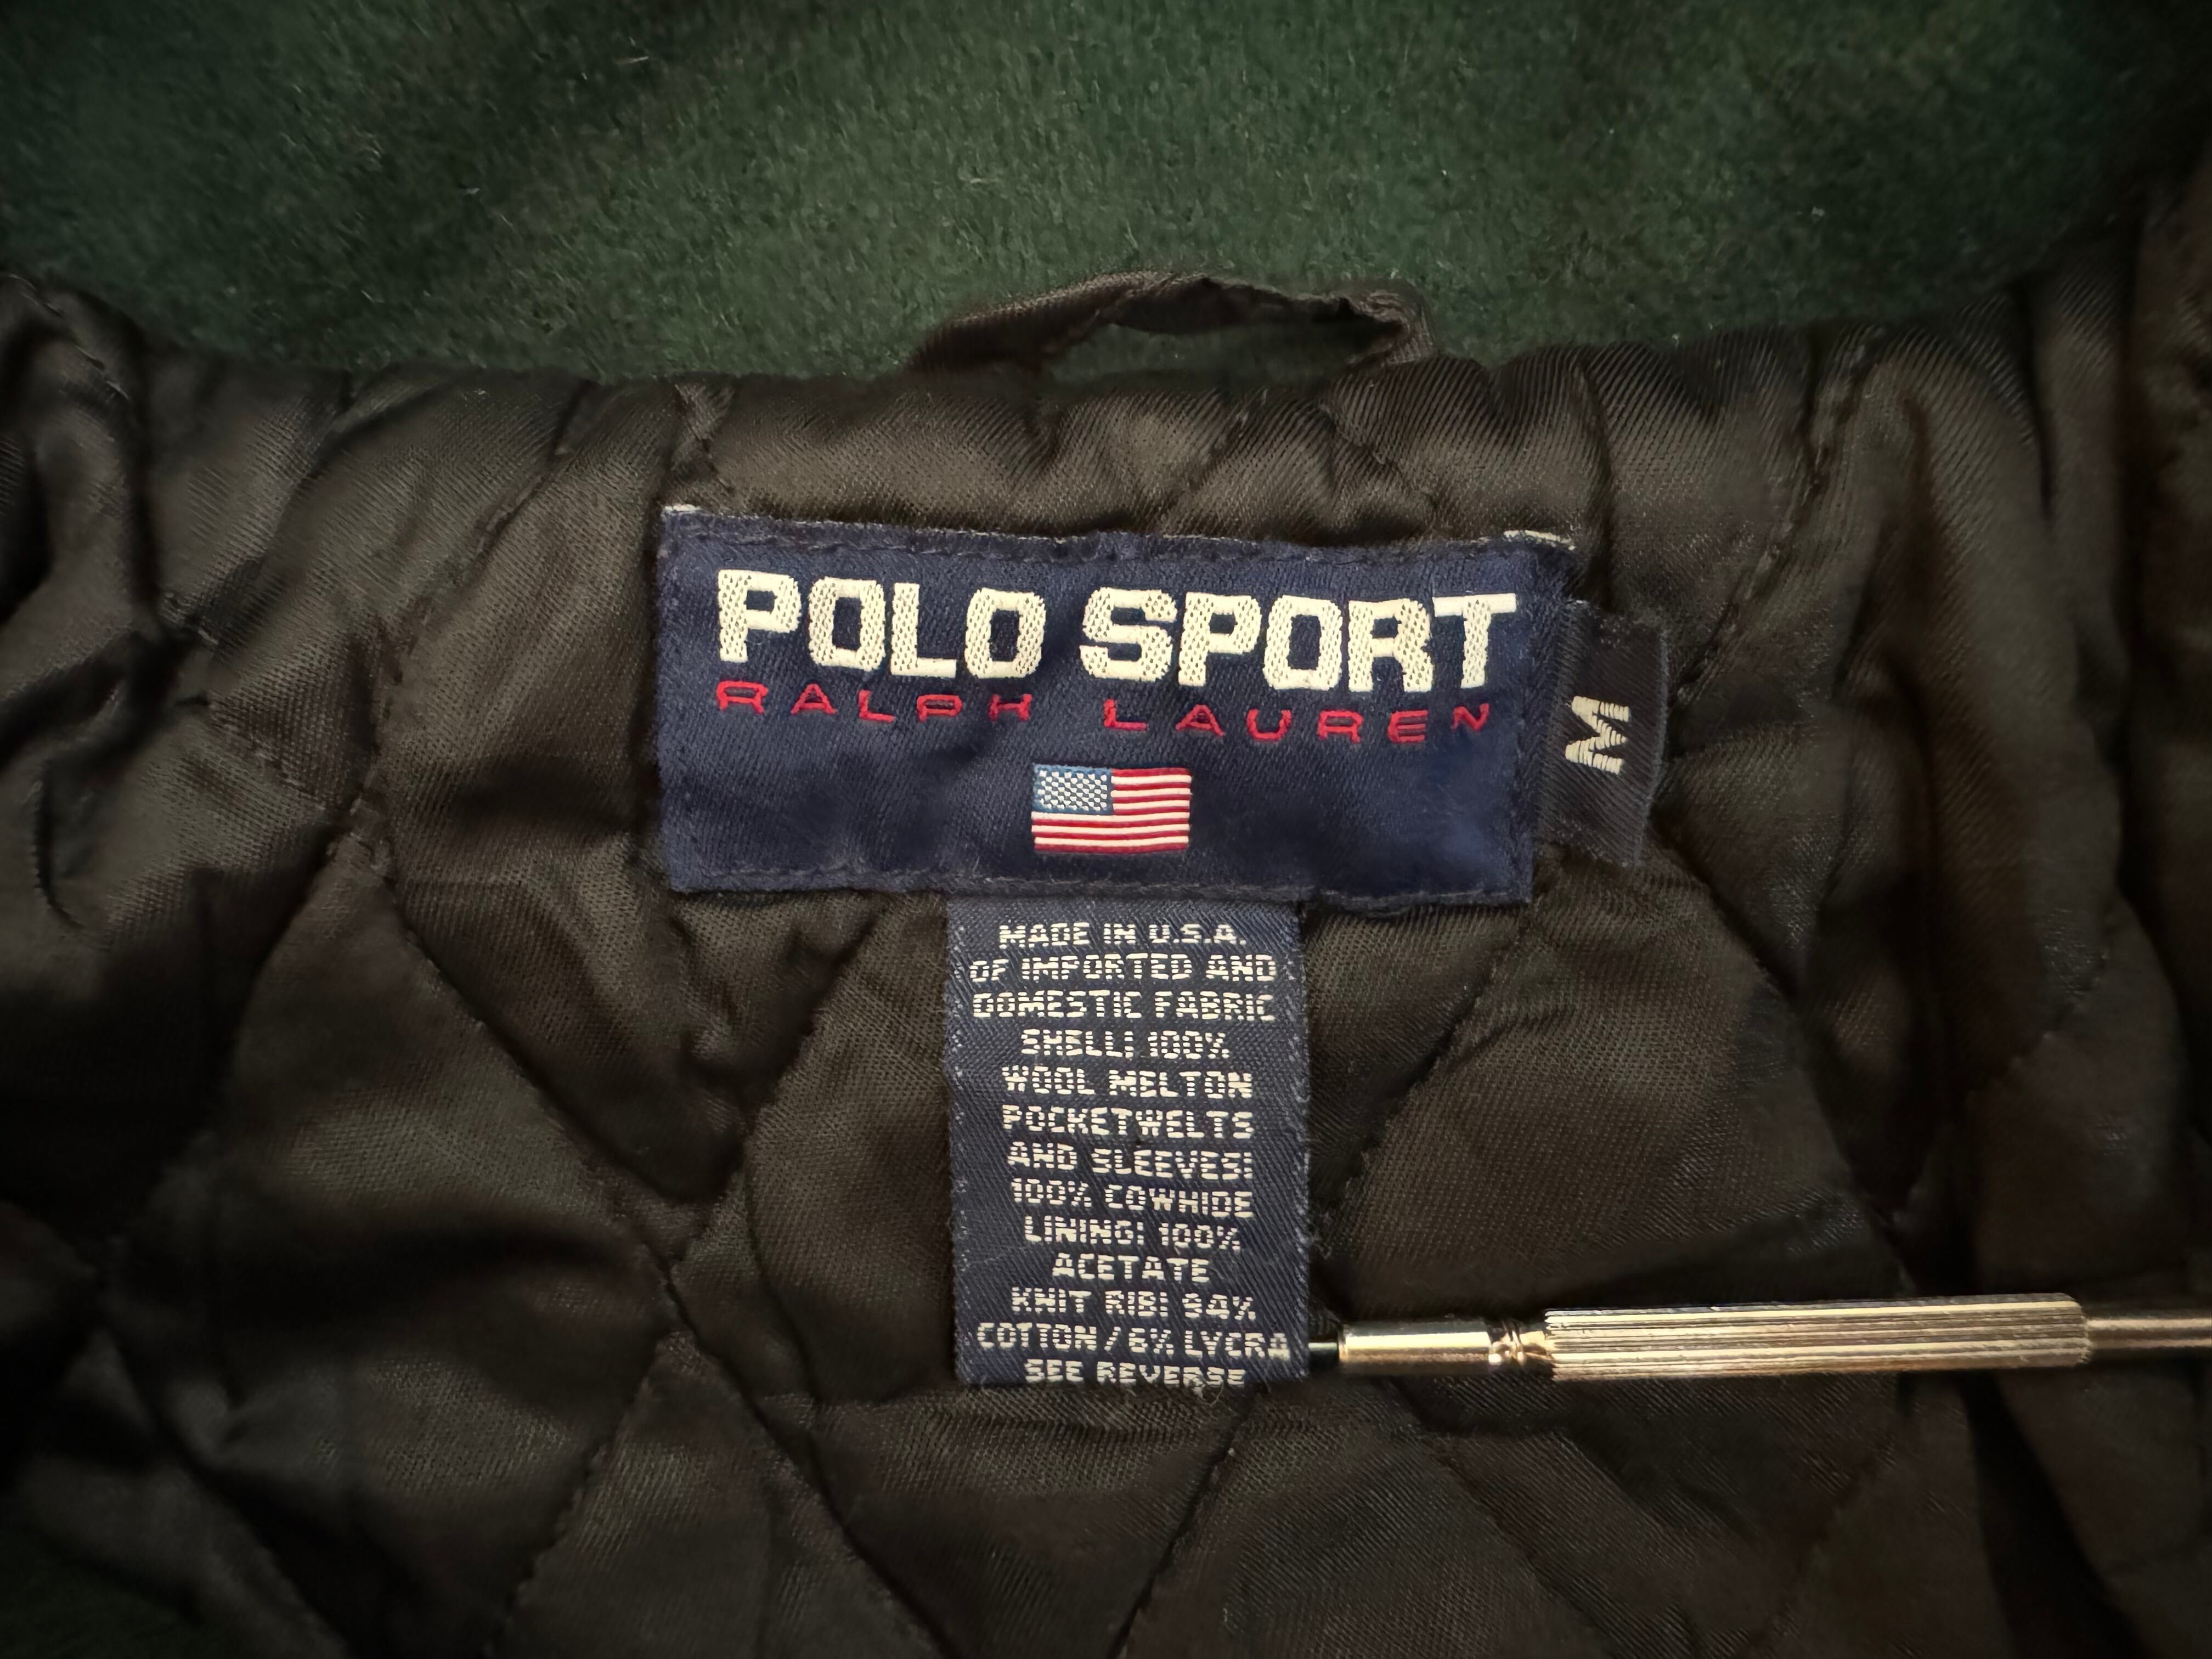 POLO SPORT
RALPH LAUREN
M
MADE IN U.S.A.
OF IMPORTED AND
DOMESTIC FABRIC
SHELL: 100%
WOOL MELTON
POCKETWELTS
AND SLEEVES:
100% COWHIDE
LINING: 100%
ACETATE
KNIT RIB: 94%
COTTON / 6% LYCRA
SEE REVERSE